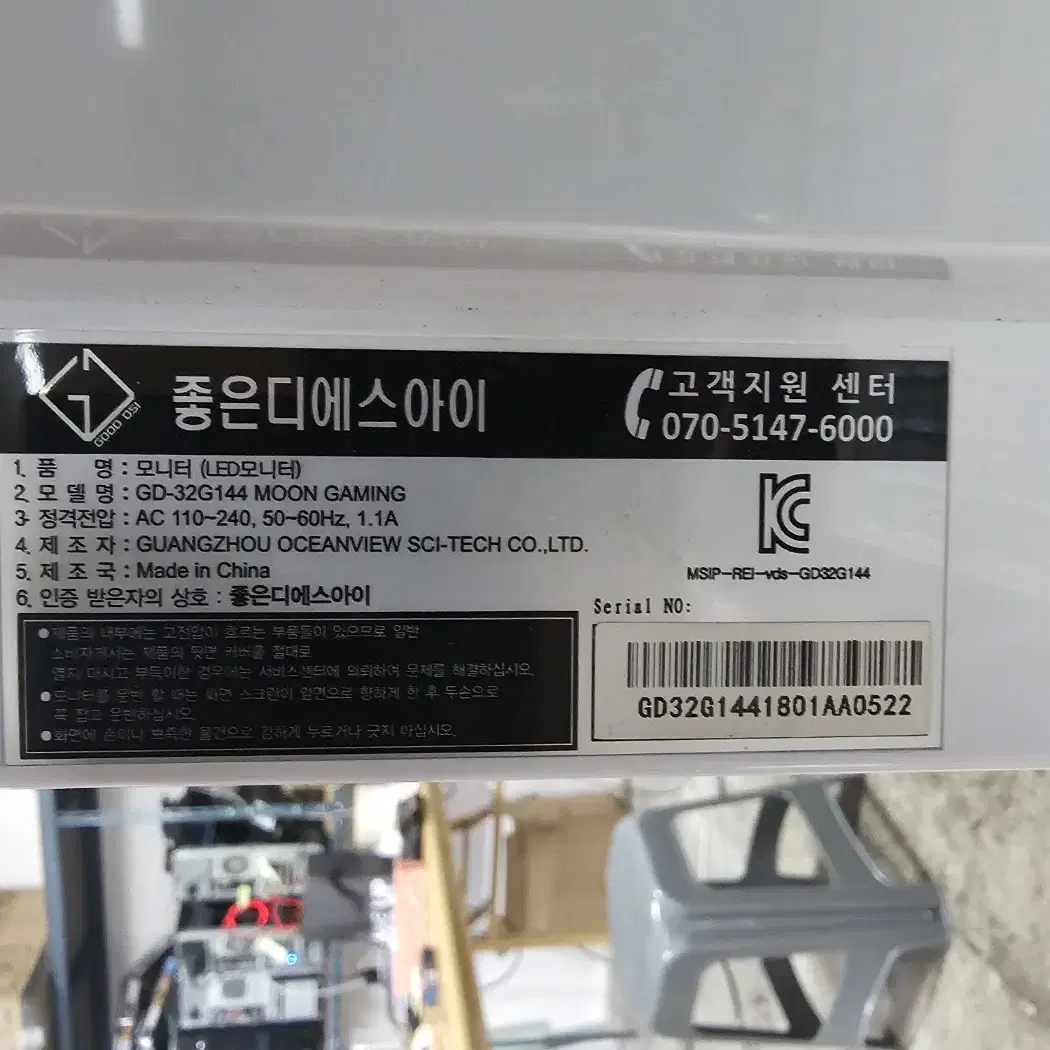 GOOD DSI
좋은디에스아이
고객지원 센터
070-5147-6000
1. 품 명 : 모니터 (LED모니터)
2. 모 델 명 : GD-32G144 MOON GAMING
3. 정격전압 : AC 110~240, 50~60Hz, 1.1A
4. 제 조 자 : GUANGZHOU OCEANVIEW SCI-TECH CO.,LTD.
5. 제 조 국 : Made in China
6. 인증 받은자의 상호 : 좋은디에스아이
MSIP-REI-vds-GD32G144
Serial NO:
GD32G1441801AA0522
●제품의 내부에는 고전압이 흐르는 부품들이 있으므로 일반
소비자께서는 제품의 뒷면 커버를 절대로
열지 마시고 부득이한 경우에는 서비스센터에 의뢰하여 문제를 해결하십시오.
●모니터를 운반 할 때는 화면 스크린이 앞면으로 향하게 한 후 두손으로
꼭 잡고 운반하십시오.
●화면에 손이나 뾰족한 물건으로 강하게 누르거나 긋지 마십시오.